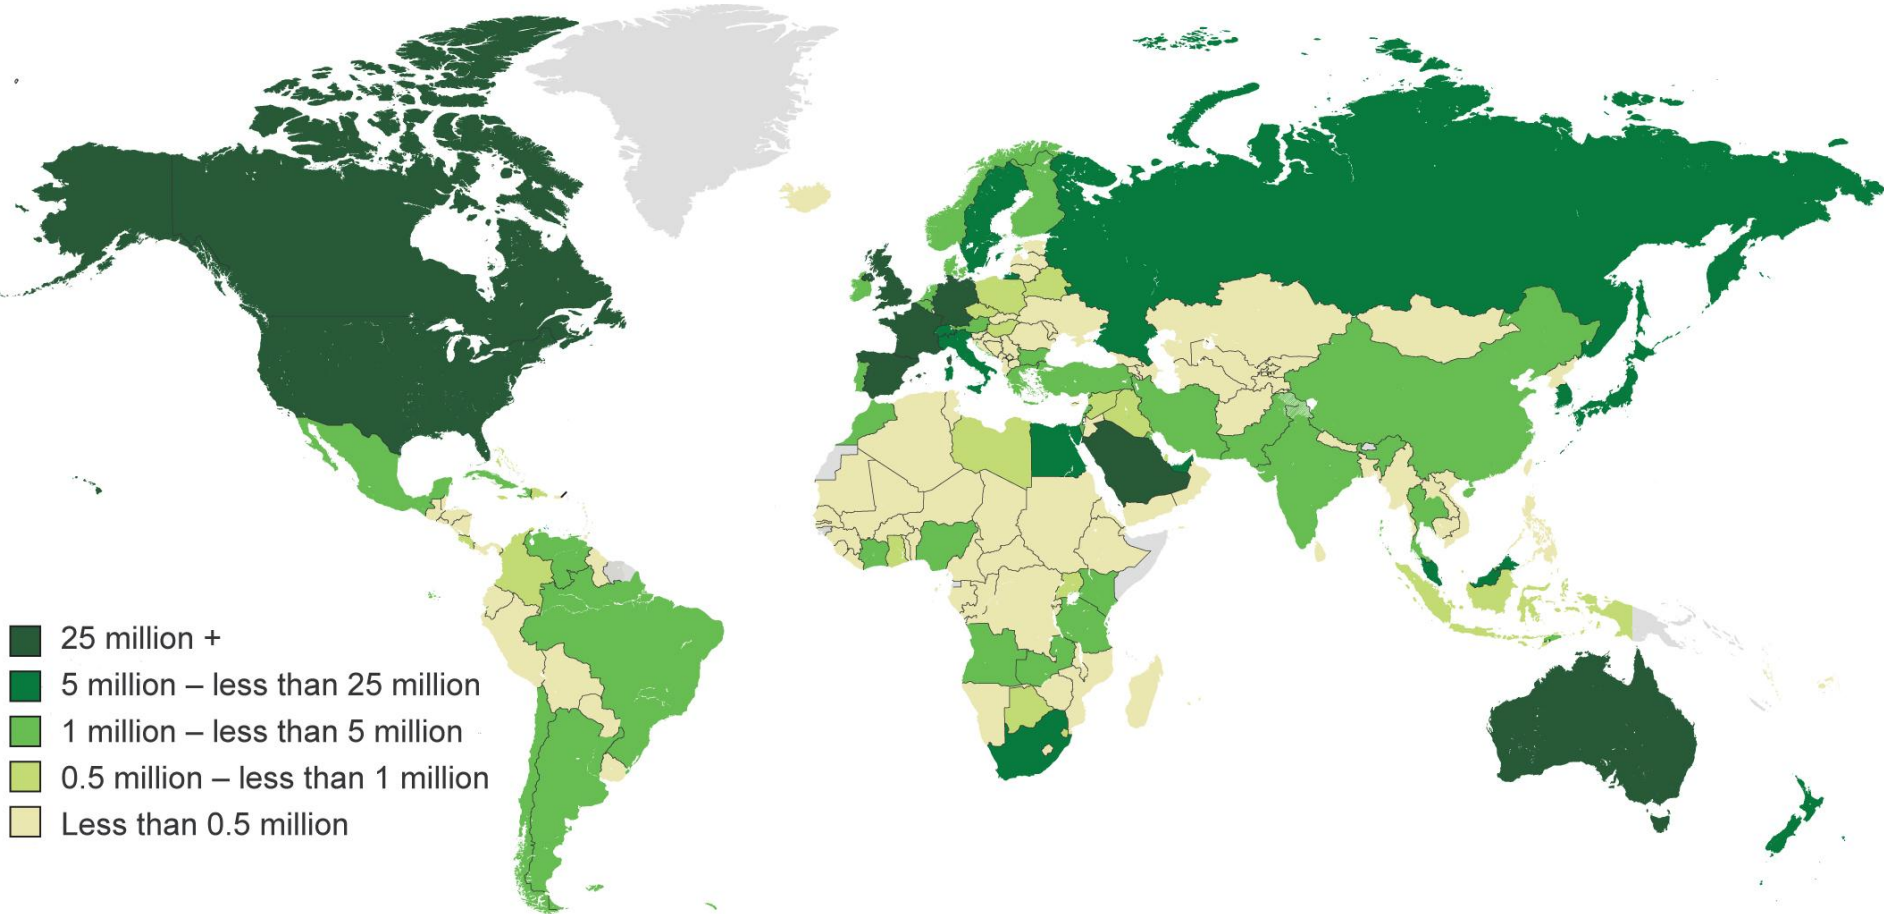 25 million +
5 million – less than 25 million
1 million – less than 5 million
0.5 million – less than 1 million
Less than 0.5 million